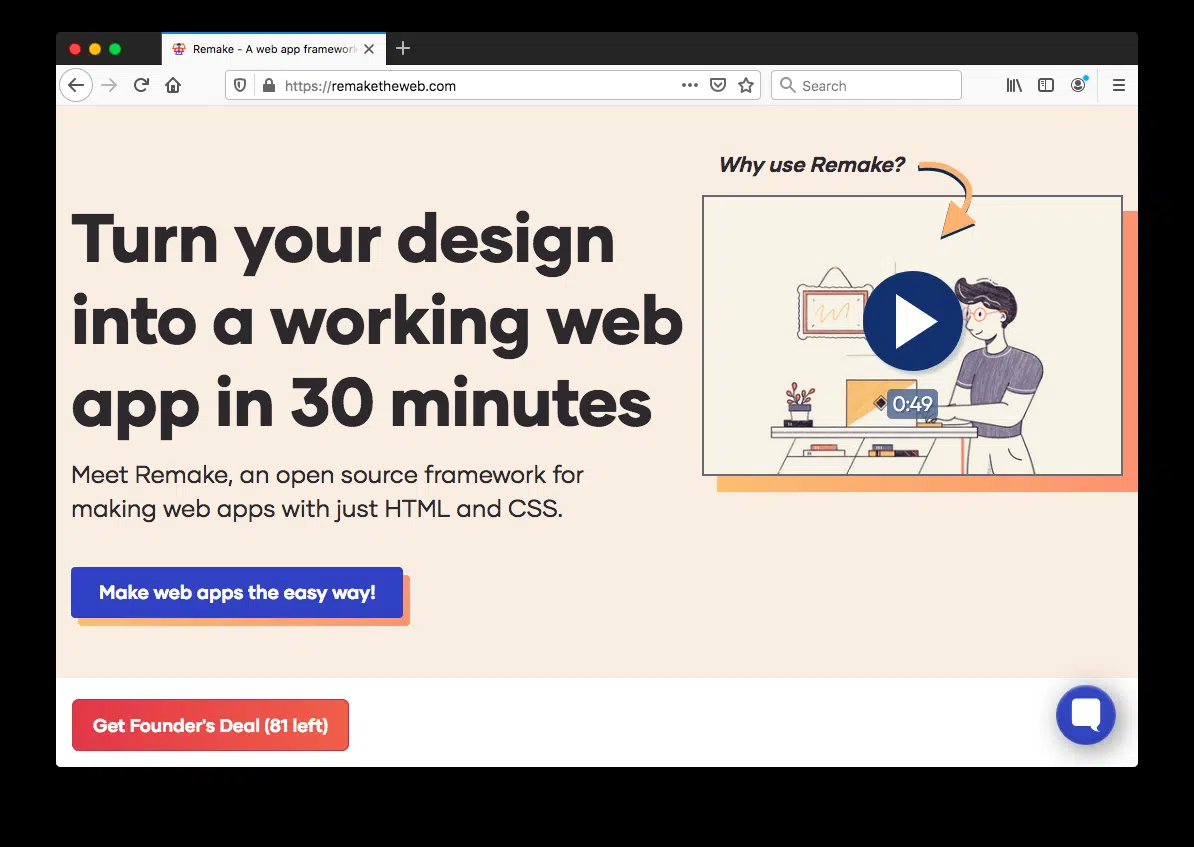 Remake - A web app framework
https://remaketheweb.com
Search
Why use Remake?
Turn your design
into a working web
app in 30 minutes
0:49
Meet Remake, an open source framework for
making web apps with just HTML and CSS.
Make web apps the easy way!
Get Founder's Deal (81 left)